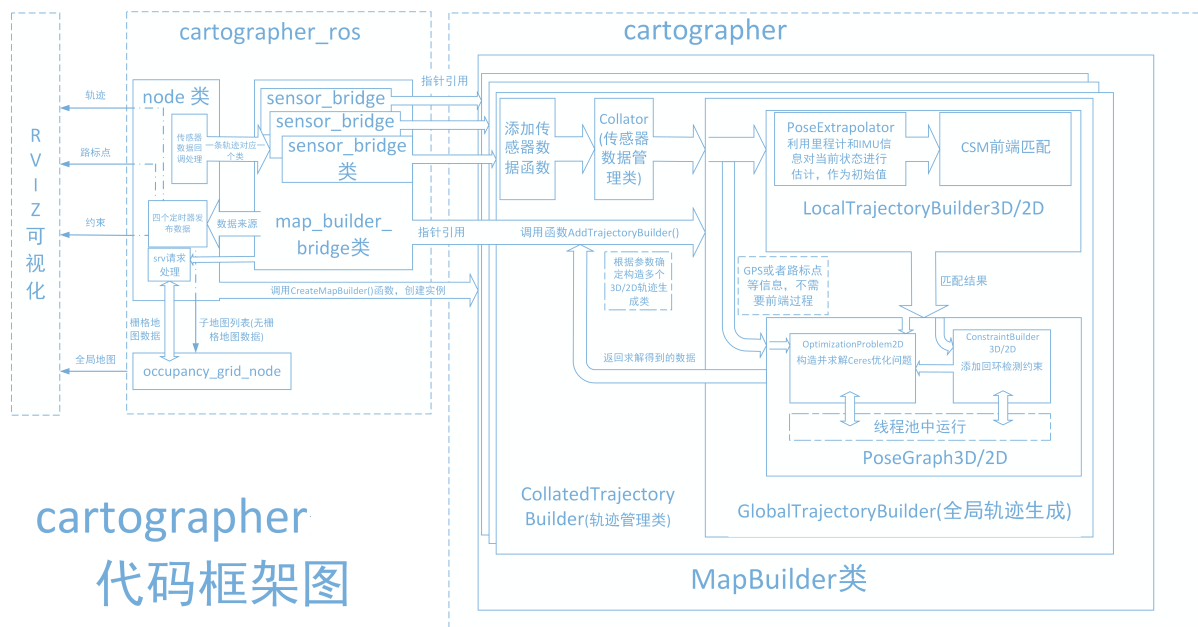 cartographer_ros
cartographer
RVIZ可视化
轨迹
路标点
约束
全局地图
node 类
传感器
数据回
调处理
一条轨迹对应一
个类
sensor_bridge
sensor_bridge
sensor_bridge
类
四个定时器发
布数据
数据来源
map_builder_
bridge类
srv请求
处理
调用CreateMapBuilder()函数，创建实例
栅格地
图数据
子地图列表(无栅
格地图数据)
occupancy_grid_node
指针引用
指针引用
添加传
感器数
据函数
Collator
(传感器
数据管
理类)
PoseExtrapolator
利用里程计和IMU信
息对当前状态进行
估计，作为初始值
CSM前端匹配
LocalTrajectoryBuilder3D/2D
调用函数AddTrajectoryBuilder()
根据参数确
定构造多个
3D/2D轨迹生
成类
GPS或者路标点
等信息，不需
要前端过程
匹配结果
返回求解得到的数据
OptimizationProblem2D
构造并求解Ceres优化问题
ConstraintBuilder
3D/2D
添加回环检测约束
线程池中运行
PoseGraph3D/2D
CollatedTrajectory
Builder(轨迹管理类)
GlobalTrajectoryBuilder(全局轨迹生成)
MapBuilder类
cartographer
代码框架图